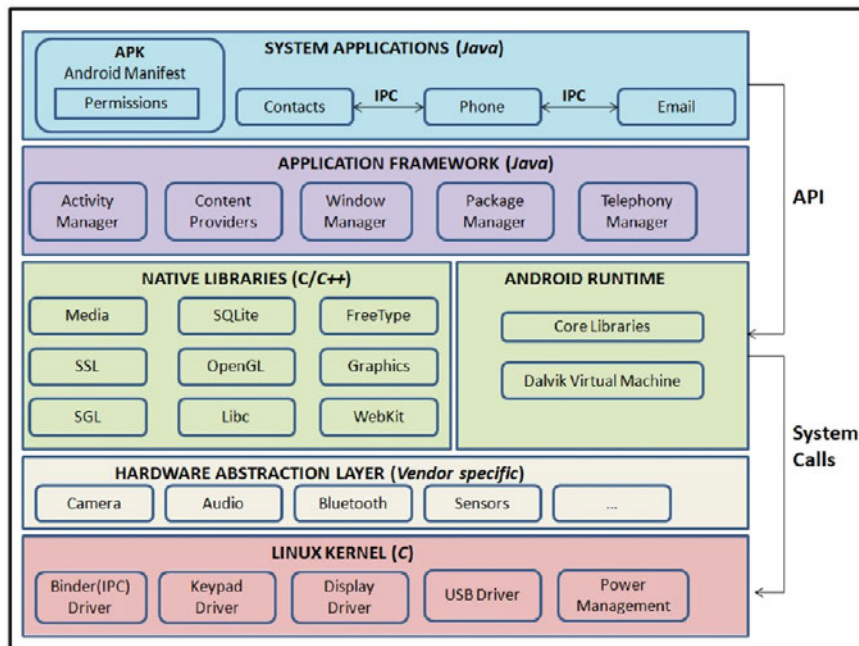 SYSTEM APPLICATIONS (Java)
APK
Android Manifest
Permissions
Contacts
IPC
Phone
IPC
Email
APPLICATION FRAMEWORK (Java)
Activity
Manager
Content
Providers
Window
Manager
Package
Manager
Telephony
Manager
API
NATIVE LIBRARIES (C/C++)
Media
SQLite
FreeType
SSL
OpenGL
Graphics
SGL
Libc
WebKit
ANDROID RUNTIME
Core Libraries
Dalvik Virtual Machine
System
Calls
HARDWARE ABSTRACTION LAYER (Vendor specific)
Camera
Audio
Bluetooth
Sensors
...
LINUX KERNEL (C)
Binder(IPC)
Driver
Keypad
Driver
Display
Driver
USB Driver
Power
Management